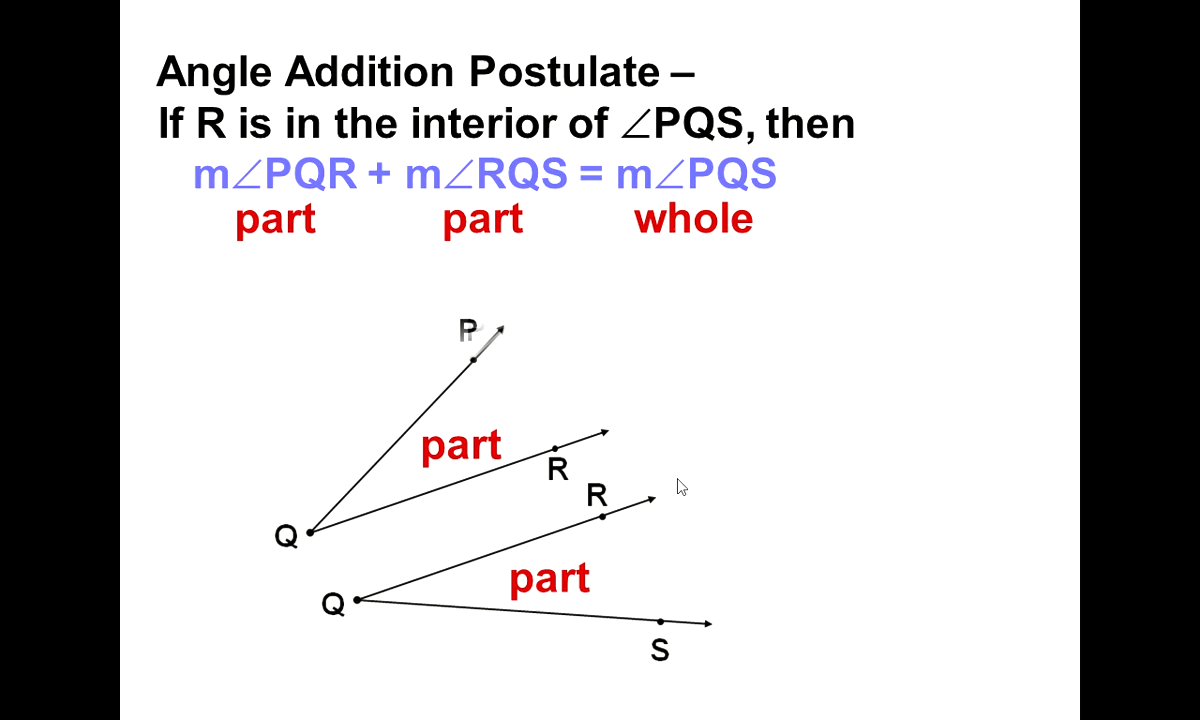 Angle Addition Postulate –
If R is in the interior of ∠PQS, then
m∠PQR + m∠RQS = m∠PQS
part part whole
P
part
R
R
Q
part
Q
S